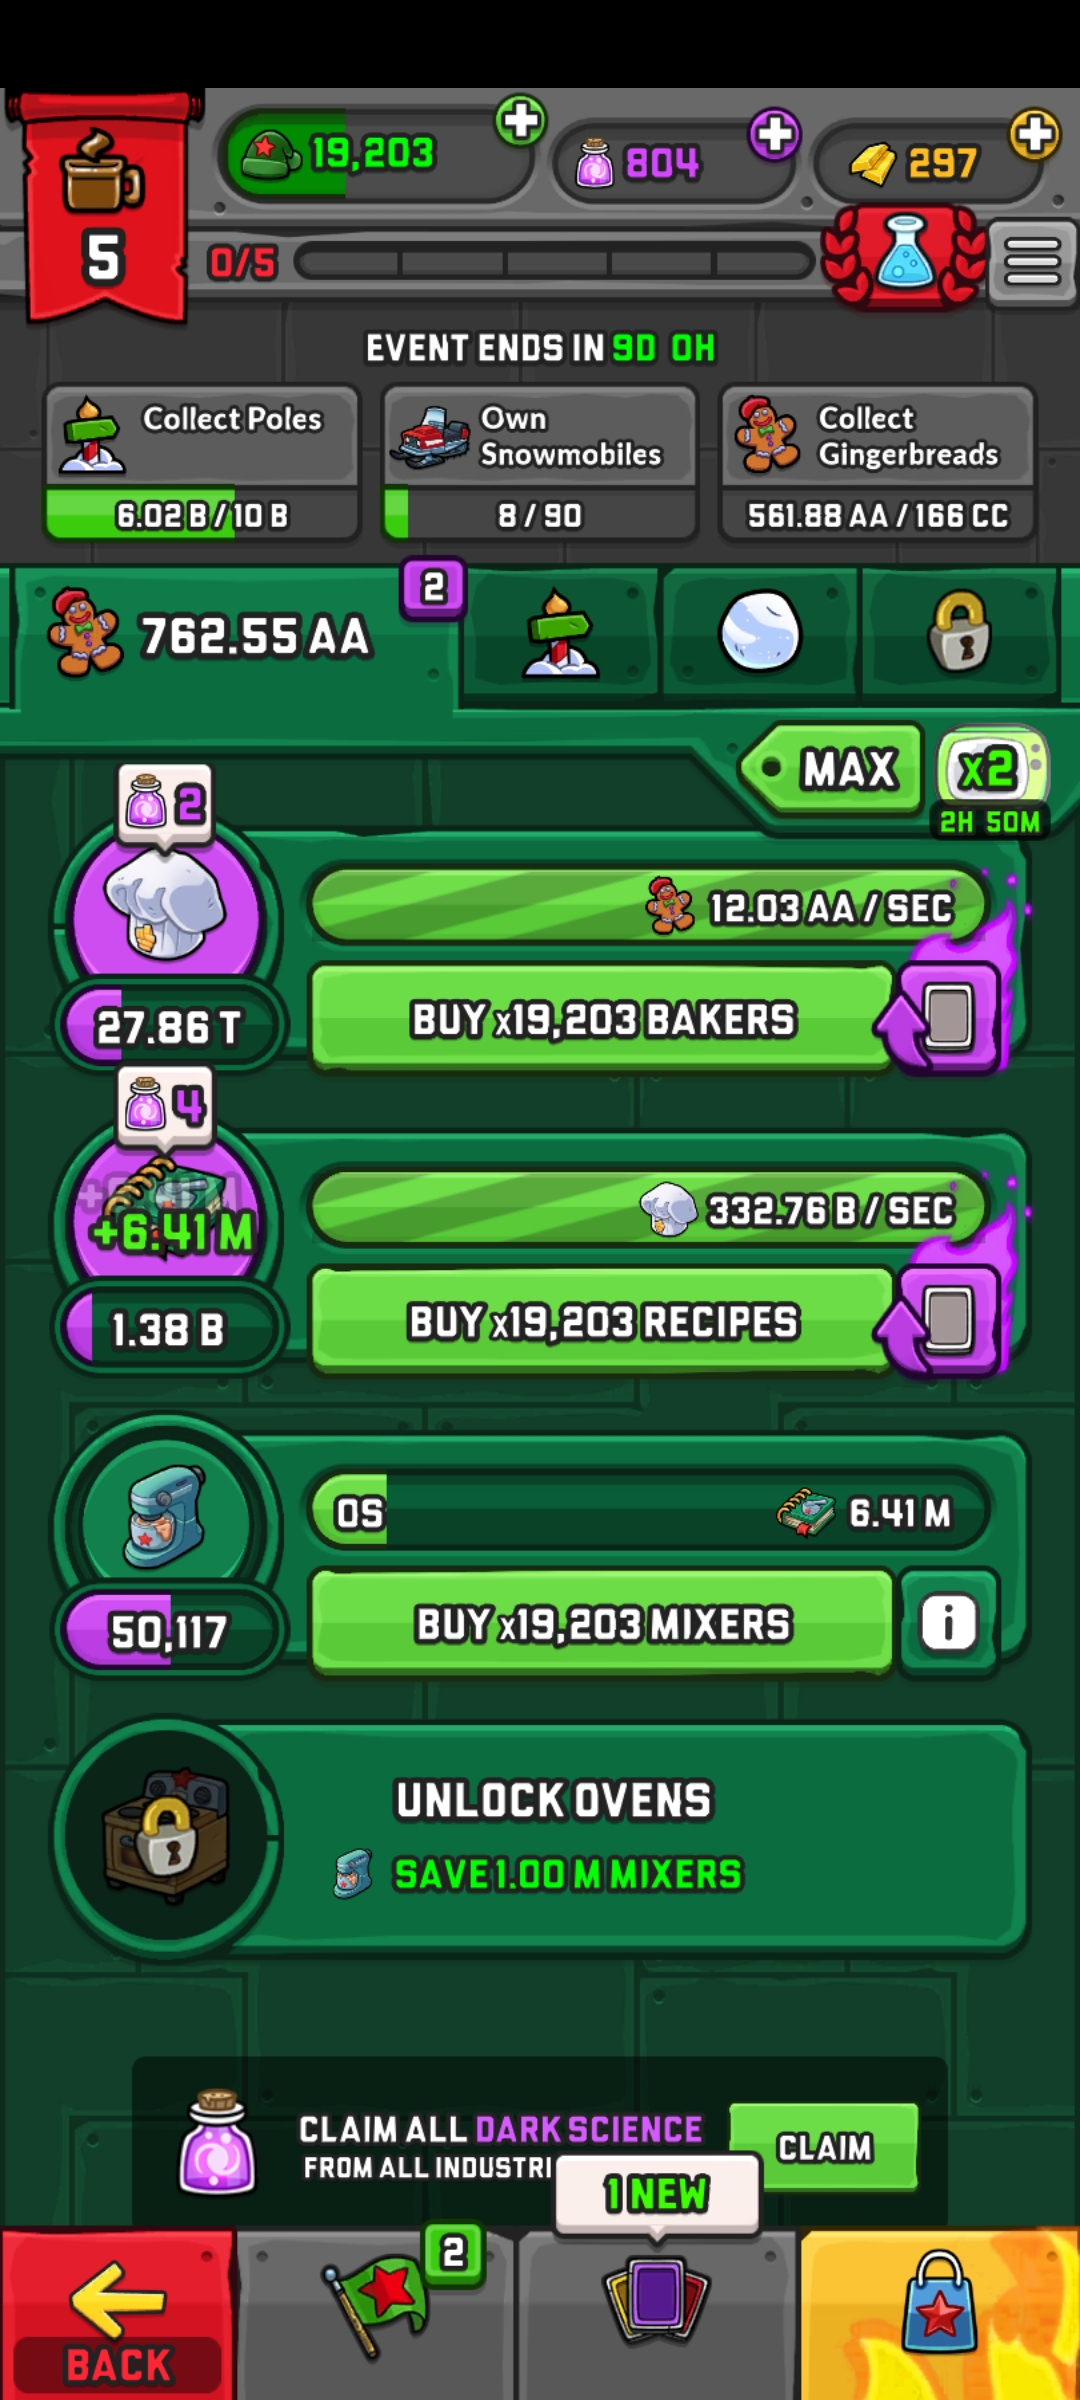 19,203
804
297
5
0/5
EVENT ENDS IN 9D 0H
Collect Poles
6.02 B / 10 B
Own
Snowmobiles
8 / 90
Collect
Gingerbreads
561.88 AA / 166 CC
762.55 AA
2
MAX
x2
2H 50M
2
12.03 AA / SEC
BUY x19,203 BAKERS
27.86 T
4
+6.41 M
332.76 B / SEC
BUY x19,203 RECIPES
1.38 B
0S
6.41 M
BUY x19,203 MIXERS
i
50,117
UNLOCK OVENS
SAVE 1.00 M MIXERS
CLAIM ALL DARK SCIENCE
FROM ALL INDUSTRI
CLAIM
1 NEW
2
BACK